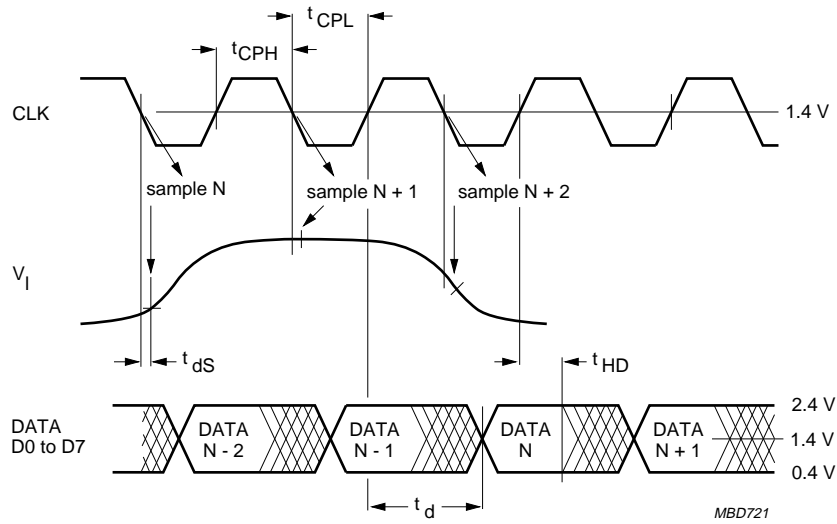 t CPL
t CPH
CLK
1.4 V
sample N
sample N + 1
sample N + 2
V I
t dS
t HD
DATA
D0 to D7
DATA
N - 2
DATA
N - 1
DATA
N
DATA
N + 1
2.4 V
1.4 V
0.4 V
t d
MBD721